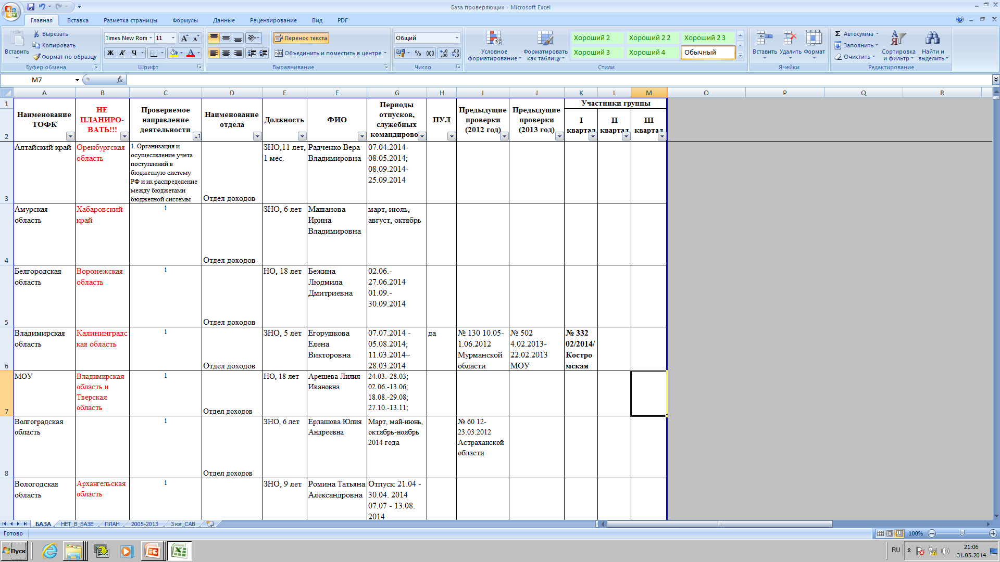 База проверяющих - Microsoft Excel
Главная
Вставка
Разметка страницы
Формулы
Данные
Рецензирование
Вид
PDF
Вставить
Вырезать
Копировать
Формат по образцу
Буфер обмена
Times New Rom
11
Ж К Ч
Шрифт
Перенос текста
Объединить и поместить в центре
Выравнивание
Общий
% 000
Число
Условное форматирование
Форматировать как таблицу
Хороший 2
Хороший 2 2
Хороший 2 3
Хороший 3
Хороший 4
Обычный
Стили
Вставить
Удалить
Формат
Ячейки
Автосумма
Заполнить
Очистить
Сортировка и фильтр
Найти и выделить
Редактирование
M7
fx
A B C D E F G H I J K L M O P Q R
1
2
Наименование ТОФК
НЕ ПЛАНИРО-ВАТЬ!!!
Проверяемое направление деятельности
Наименование отдела
Должность
ФИО
Периоды отпусков, служебных командирово
ПУЛ
Предыдущие проверки (2012 год)
Предыдущие проверки (2013 год)
Участники группы
I квартал
II квартал
III квартал
3
Алтайский край
Оренбургская область
1. Организация и осуществление учета поступлений в бюджетную систему РФ и их распределение между бюджетами бюджетной системы
Отдел доходов
ЗНО,11 лет, 1 мес.
Радченко Вера Владимировна
07.04.2014-08.05.2014; 08.09.2014-25.09.2014
4
Амурская область
Хабаровский край
1
Отдел доходов
ЗНО, 6 лет
Машанова Ирина Владимировна
март, июль, август, октябрь
5
Белгородская область
Воронежская область
1
Отдел доходов
НО, 18 лет
Бежина Людмила Дмитриевна
02.06.-27.06.2014 01.09.-30.09.2014
6
Владимирская область
Калининградская область
1
Отдел доходов
ЗНО, 5 лет
Егорушкова Елена Викторовна
07.07.2014 - 05.08.2014; 11.03.2014–28.03.2014
да
№ 130 10.05-1.06.2012 Мурманской области
№ 502 4.02.2013-22.02.2013 МОУ
№ 332 02/2014/ Костромская
7
МОУ
Владимирская область и Тверская область
1
Отдел доходов
НО, 18 лет
Арешева Лилия Ивановна
24.03.-28.03; 02.06.-13.06; 18.08.-29.08; 27.10.-13.11;
8
Волгоградская область
1
Отдел доходов
ЗНО, 6 лет
Ерлашова Юлия Андреевна
Март, май-июнь, октябрь-ноябрь 2014 года
№ 60 12-23.03.2012 Астраханской области
Вологодская область
Архангельская область
1
ЗНО, 9 лет
Ромина Татьяна Александровна
Отпуск: 21.04 - 30.04. 2014 07.07 - 13.08. 2014
БАЗА
НЕТ_В_БАЗЕ
ПЛАН
2005-2013
3 кв_САВ
Готово
100%
Пуск
RU
21:06
31.05.2014